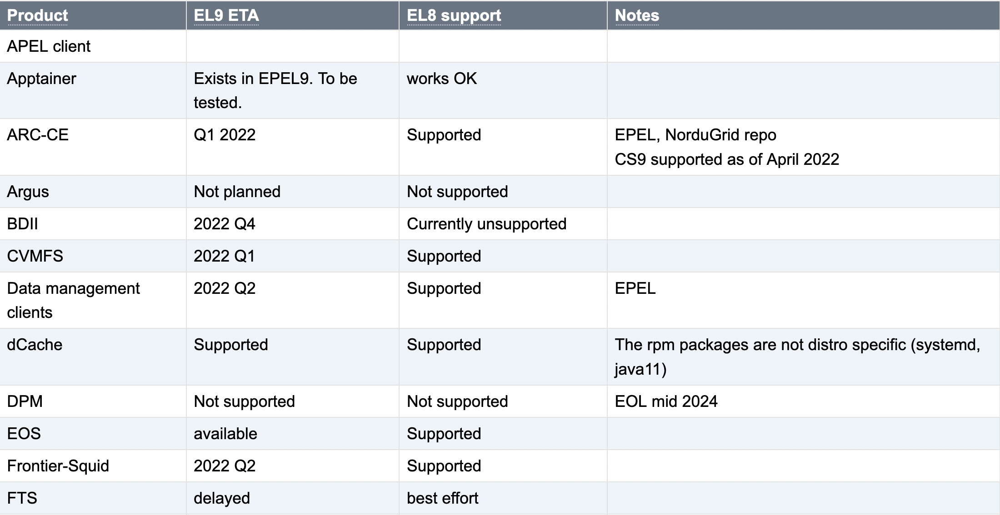 Product EL9 ETA EL8 support Notes
APEL client
Apptainer Exists in EPEL9. To be works OK
tested.
ARC-CE Q1 2022 Supported EPEL, NorduGrid repo
CS9 supported as of April 2022
Argus Not planned Not supported
BDII 2022 Q4 Currently unsupported
CVMFS 2022 Q1 Supported
Data management 2022 Q2 Supported EPEL
clients
dCache Supported Supported The rpm packages are not distro specific (systemd,
java11)
DPM Not supported Not supported EOL mid 2024
EOS available Supported
Frontier-Squid 2022 Q2 Supported
FTS delayed best effort